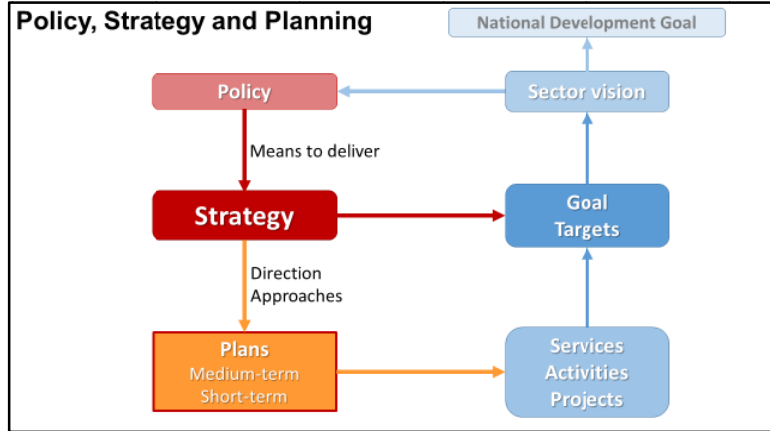 Policy, Strategy and Planning
National Development Goal
Policy
Sector vision
Means to deliver
Strategy
Goal
Targets
Direction
Approaches
Plans
Medium-term
Short-term
Services
Activities
Projects